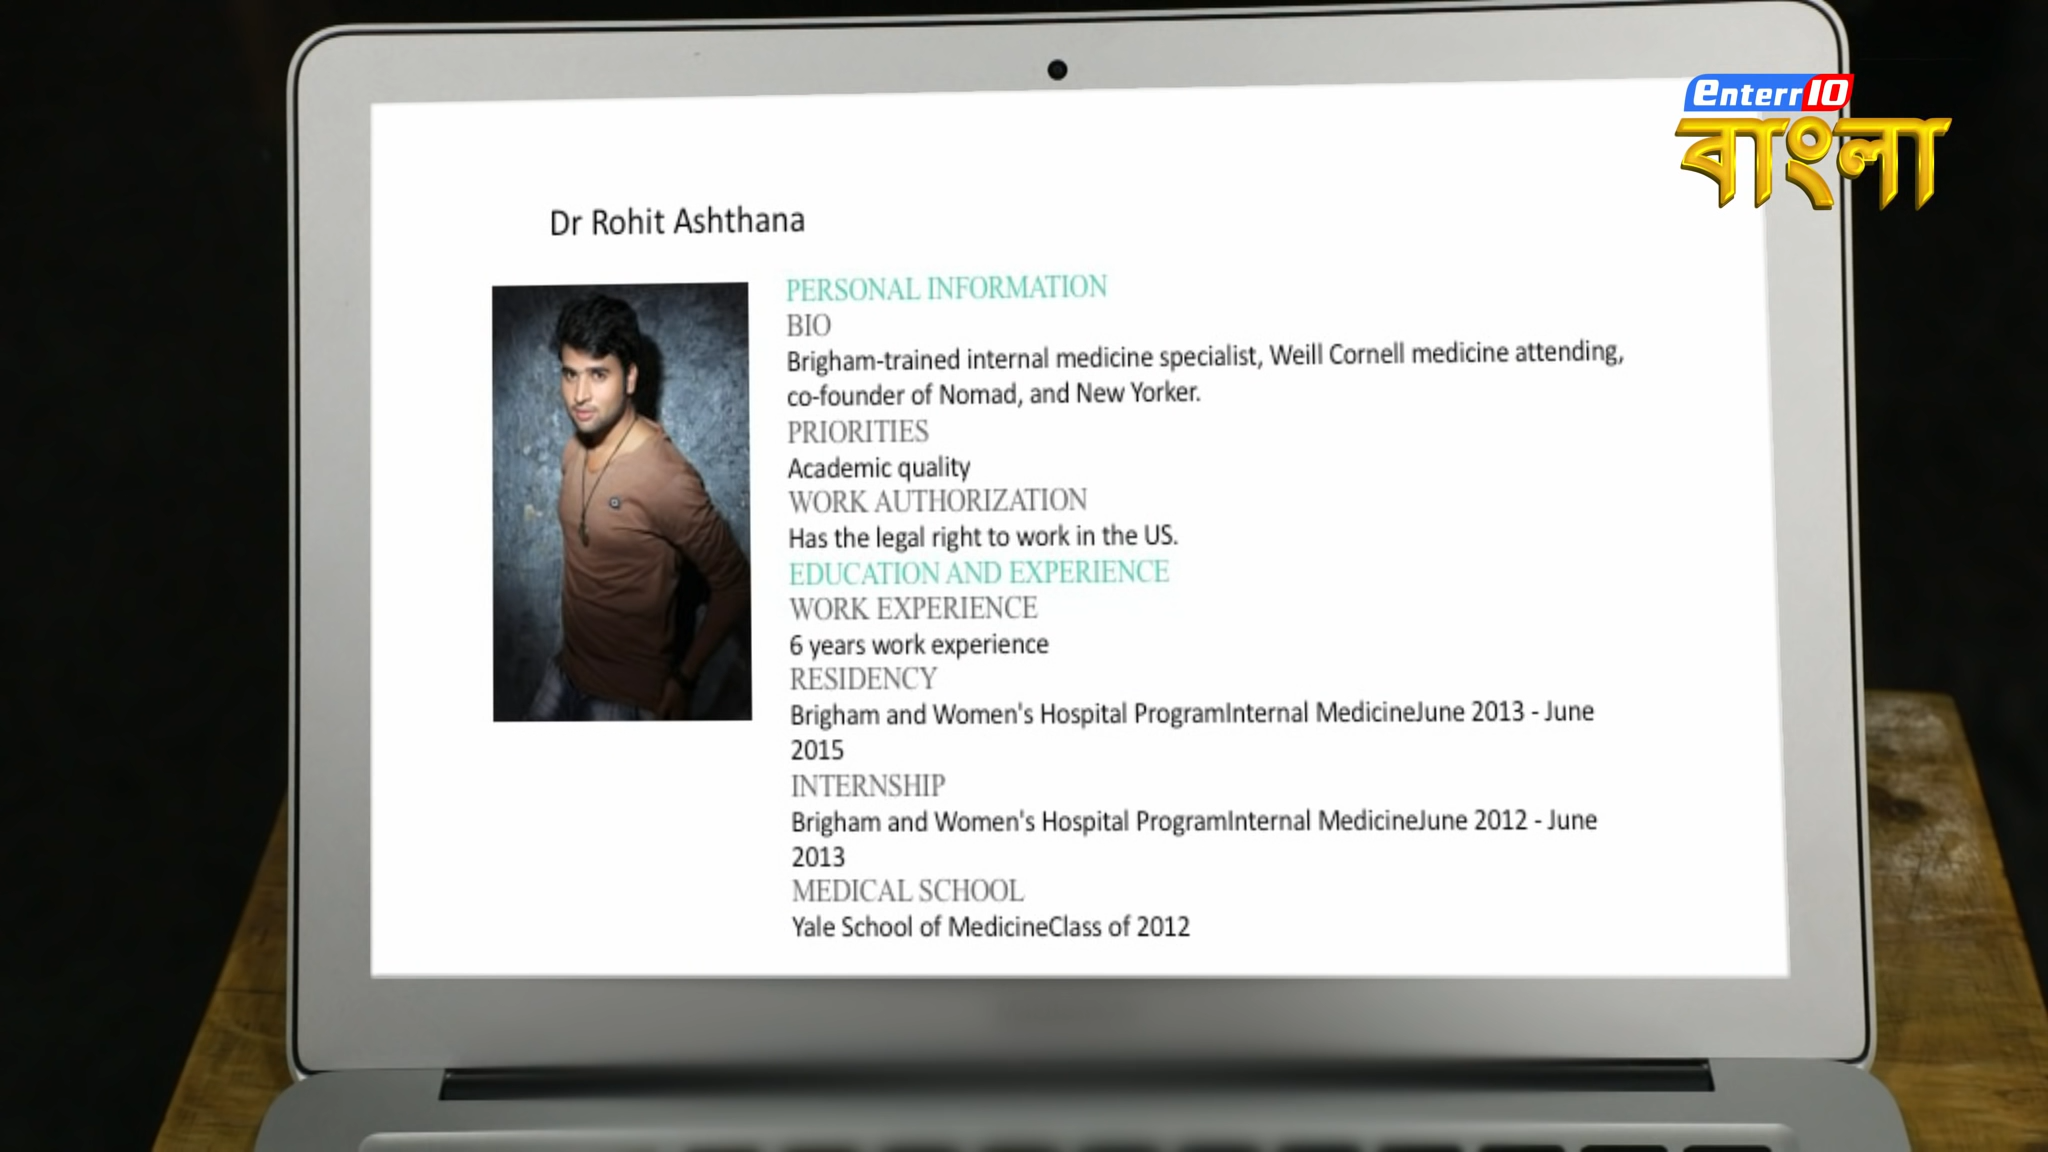 enterr10
বাংলা
Dr Rohit Ashthana
PERSONAL INFORMATION
BIO
Brigham-trained internal medicine specialist, Weill Cornell medicine attending,
co-founder of Nomad, and New Yorker.
PRIORITIES
Academic quality
WORK AUTHORIZATION
Has the legal right to work in the US.
EDUCATION AND EXPERIENCE
WORK EXPERIENCE
6 years work experience
RESIDENCY
Brigham and Women's Hospital ProgramInternal MedicineJune 2013 - June
2015
INTERNSHIP
Brigham and Women's Hospital ProgramInternal MedicineJune 2012 - June
2013
MEDICAL SCHOOL
Yale School of MedicineClass of 2012